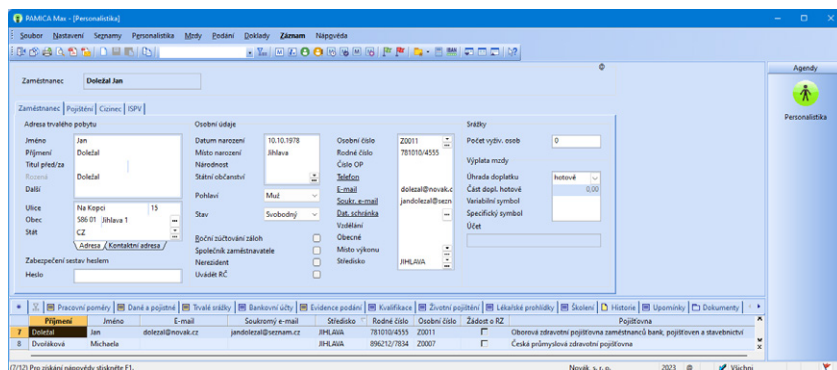 PAMICA Max - [Personalistika]
Soubor Nastavení Seznamy Personalistika Mzdy Podání Doklady Záznam Nápověda
Agendy
Personalistika
Zaměstnanec Doležal Jan
Zaměstnanec Pojištění Cizinec ISPV
Adresa trvalého pobytu
Jméno Jan
Příjmení Doležal
Titul před/za
Rozená Doležal
Další
Ulice Na Kopci 15
Obec 586 01 Jihlava 1
Stát CZ
Adresa Kontaktní adresa
Zabezpečení sestav heslem
Heslo
Osobní údaje
Datum narození 10.10.1978
Místo narození Jihlava
Národnost
Státní občanství
Pohlaví Muž
Stav Svobodný
Roční zúčtování záloh
Společník zaměstnavatele
Nerezident
Uvádět RČ
Osobní číslo Z0011
Rodné číslo 781010/4555
Číslo OP
Telefon
E-mail dolezal@novak.c
Soukr. e-mail jandolezal@sezn
Dat. schránka
Vzdělání
Obecné
Místo výkonu
Středisko JIHLAVA
Srážky
Počet vyživ. osob 0
Výplata mzdy
Úhrada doplatku hotově
Část dopl. hotově 0,00
Variabilní symbol
Specifický symbol
Účet
Pracovní poměry Daně a pojistné Trvalé srážky Bankovní účty Evidence podání Kvalifikace Životní pojištění Lékařské prohlídky Školení Historie Upomínky Dokumenty
Příjmení Jméno E-mail Soukromý e-mail Středisko Rodné číslo Osobní číslo Žádost o RZ Pojišťovna
7 Doležal Jan dolezal@novak.cz jandolezal@seznam.cz JIHLAVA 781010/4555 Z0011 Oborová zdravotní pojišťovna zaměstnanců bank, pojišťoven a stavebnictví
8 Dvořáková Michaela JIHLAVA 896212/7834 Z0007 Česká průmyslová zdravotní pojišťovna
(7/12) Pro získání nápovědy stiskněte F1. Novák, s. r. o. 2023 @ Všichni